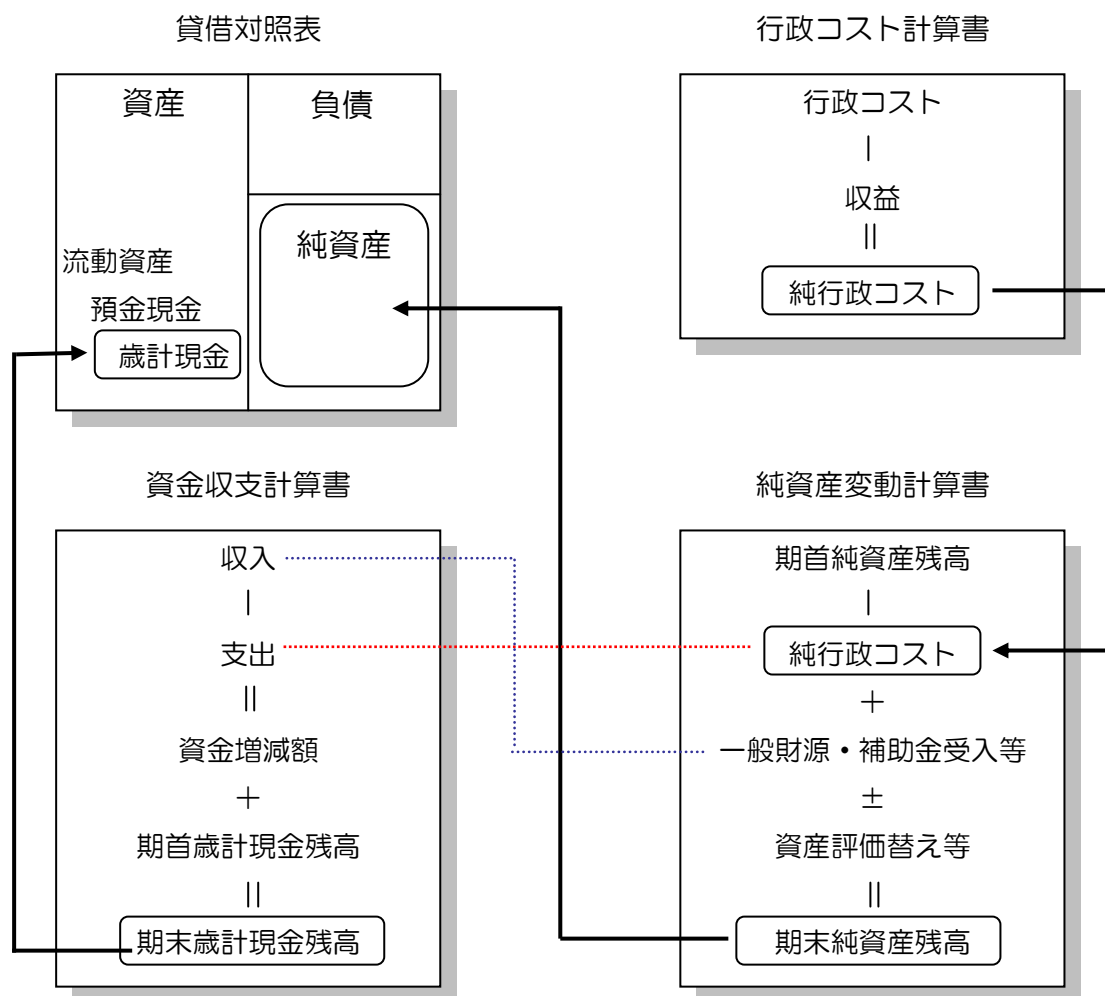 貸借対照表
資産
負債
純資産
流動資産
預金現金
歳計現金
行政コスト計算書
行政コスト
－
収益
＝
純行政コスト
資金収支計算書
収入
－
支出
＝
資金増減額
＋
期首歳計現金残高
＝
期末歳計現金残高
純資産変動計算書
期首純資産残高
－
純行政コスト
＋
一般財源・補助金受入等
±
資産評価替え等
＝
期末純資産残高